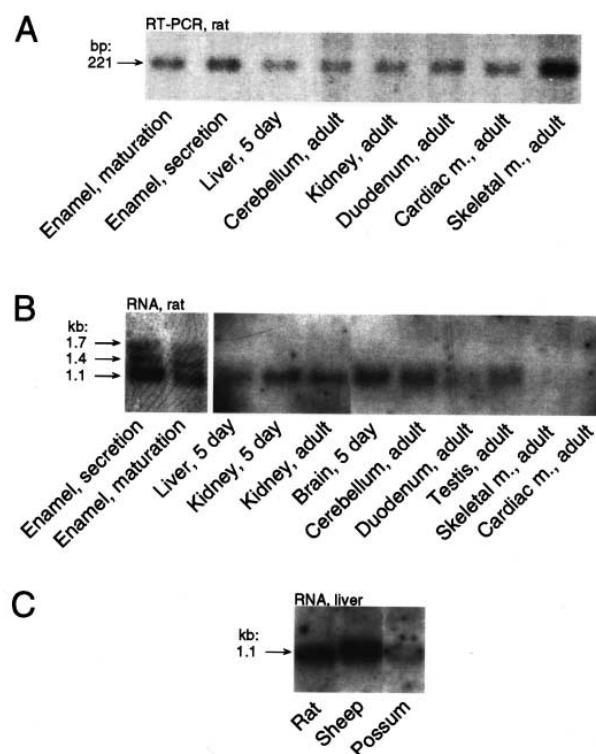 A
RT-PCR, rat
bp:
221
Enamel, maturation
Enamel, secretion
Liver, 5 day
Cerebellum, adult
Kidney, adult
Duodenum, adult
Cardiac m., adult
Skeletal m., adult
B
RNA, rat
kb:
1.7
1.4
1.1
Enamel, secretion
Enamel, maturation
Liver, 5 day
Kidney, 5 day
Kidney, adult
Brain, 5 day
Cerebellum, adult
Duodenum, adult
Testis, adult
Skeletal m., adult
Cardiac m., adult
C
RNA, liver
kb:
1.1
Rat
Sheep
Possum